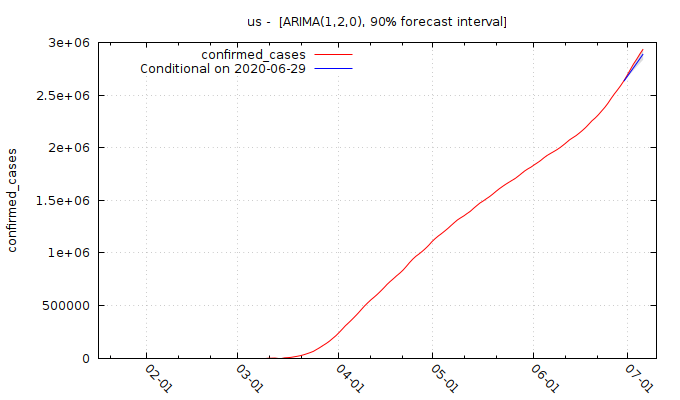 us -  [ARIMA(1,2,0), 90% forecast interval]
confirmed_cases
Conditional on 2020-06-29
3e+06
2.5e+06
2e+06
1.5e+06
1e+06
500000
0
confirmed_cases
02-01
03-01
04-01
05-01
06-01
07-01